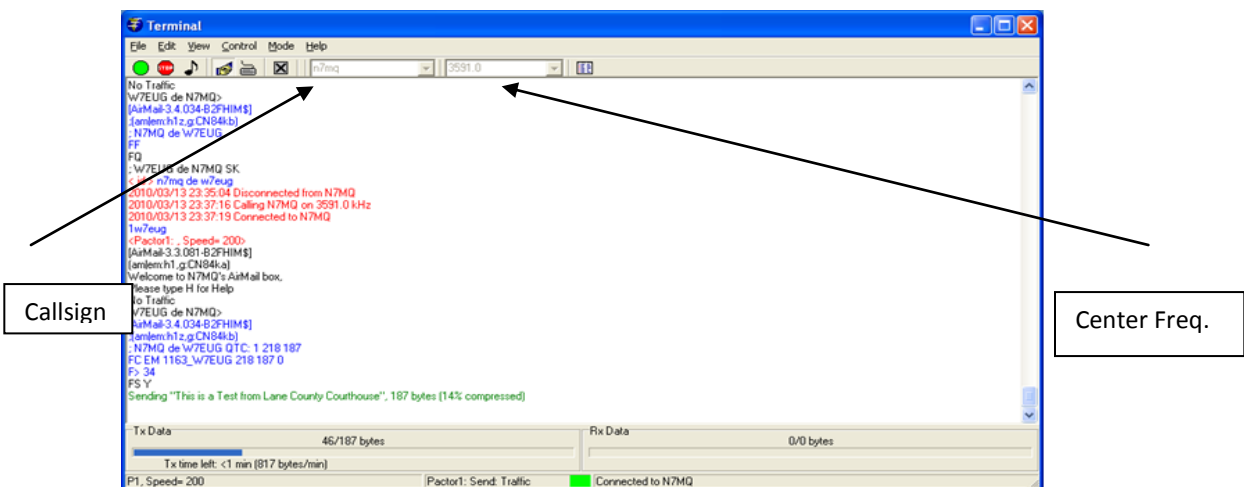 Terminal
File Edit View Control Mode Help
STOP n7mq 3591.0
No Traffic
W7EUG de N7MQ>
[AirMail-3.4.034-B2FHIM$]
;{amlem:h1z,g:CN84kb}
; N7MQ de W7EUG
FF
FQ
; W7EUG de N7MQ SK
< id > n7mq de w7eug
2010/03/13 23:35:04 Disconnected from N7MQ
2010/03/13 23:37:16 Calling N7MQ on 3591.0 kHz
2010/03/13 23:37:19 Connected to N7MQ
1w7eug
<Pactor1: , Speed= 200>
[AirMail-3.3.081-B2FHIM$]
{amlem:h1,g:CN84ka}
Welcome to N7MQ's AirMail box,
Please type H for Help
No Traffic
W7EUG de N7MQ>
[AirMail-3.4.034-B2FHIM$]
;{amlem:h1z,g:CN84kb}
; N7MQ de W7EUG QTC: 1 218 187
FC EM 1163_W7EUG 218 187 0
F> 34
FS Y
Sending "This is a Test from Lane County Courthouse", 187 bytes (14% compressed)
Callsign
Center Freq.
Tx Data
46/187 bytes
Tx time left: <1 min (817 bytes/min)
Rx Data
0/0 bytes
P1, Speed= 200 Pactor1: Send: Traffic Connected to N7MQ